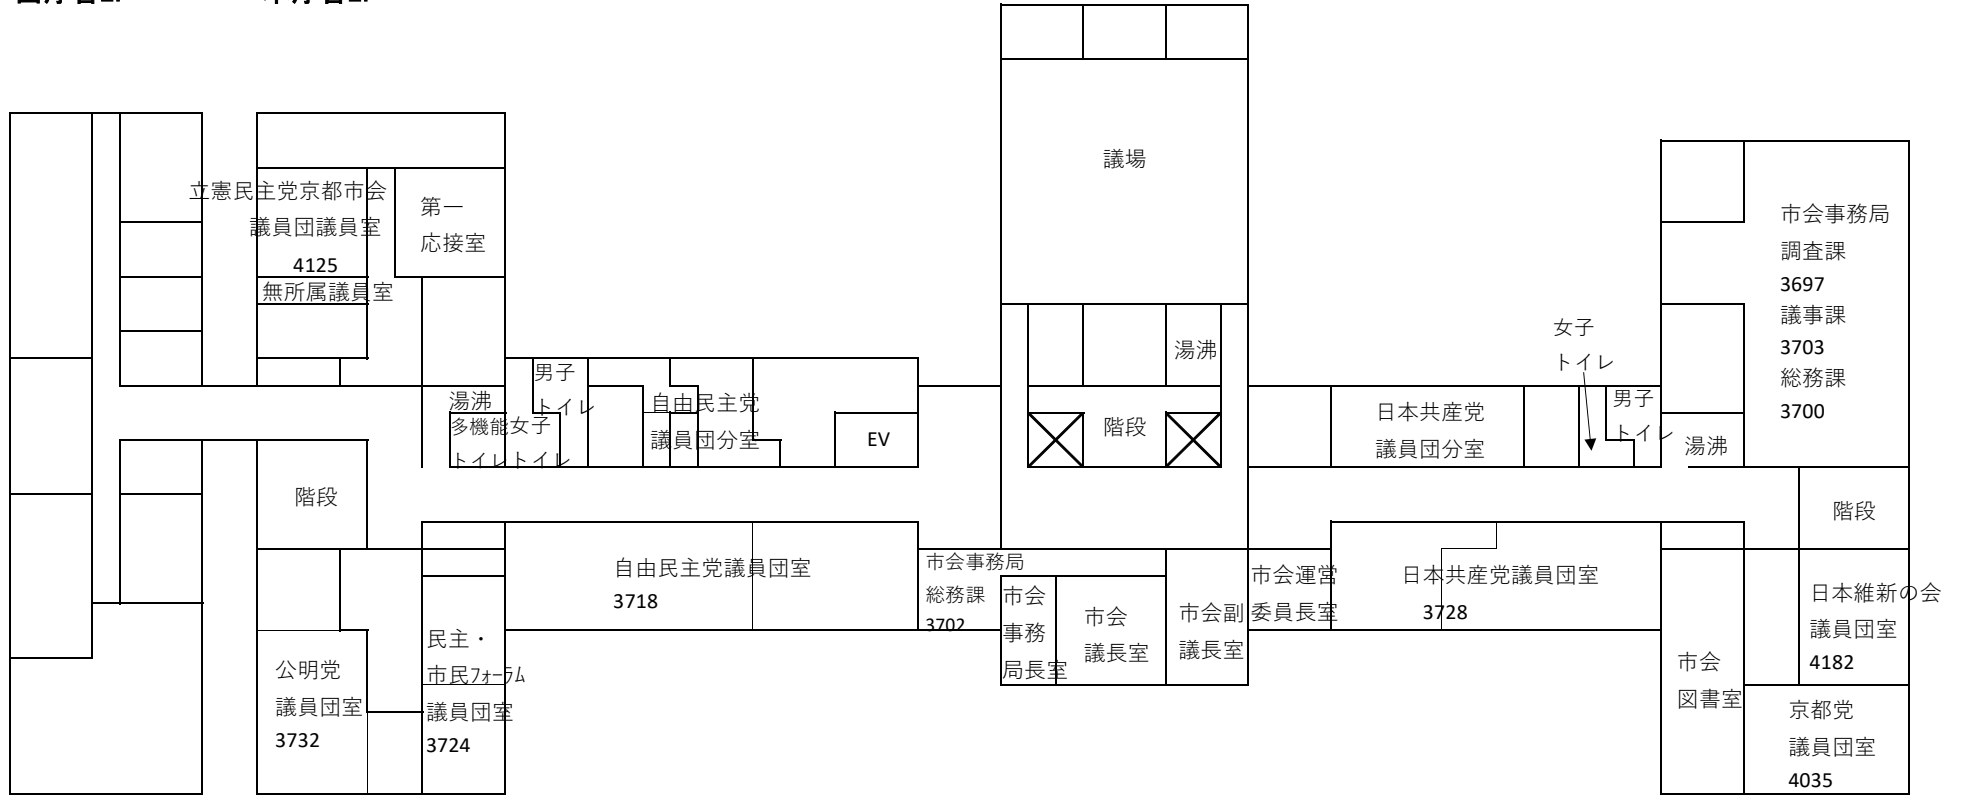 議場
立憲民主党京都市会
議員団議員室
4125
無所属議員室
第一
応接室
市会事務局
調査課
3697
議事課
3703
総務課
3700
女子
トイレ
湯沸
男子
トイレ
湯沸
多機能
トイレ
女子
トイレ
自由民主党
議員団分室
EV
階段
日本共産党
議員団分室
男子
トイレ
湯沸
階段
階段
自由民主党議員団室
3718
市会事務局
総務課
3702
市会
事務
局長室
市会
議長室
市会副
議長室
市会運営
委員長室
日本共産党議員団室
3728
日本維新の会
議員団室
4182
公明党
議員団室
3732
民主・
市民ﾌｫｰﾗﾑ
議員団室
3724
市会
図書室
京都党
議員団室
4035